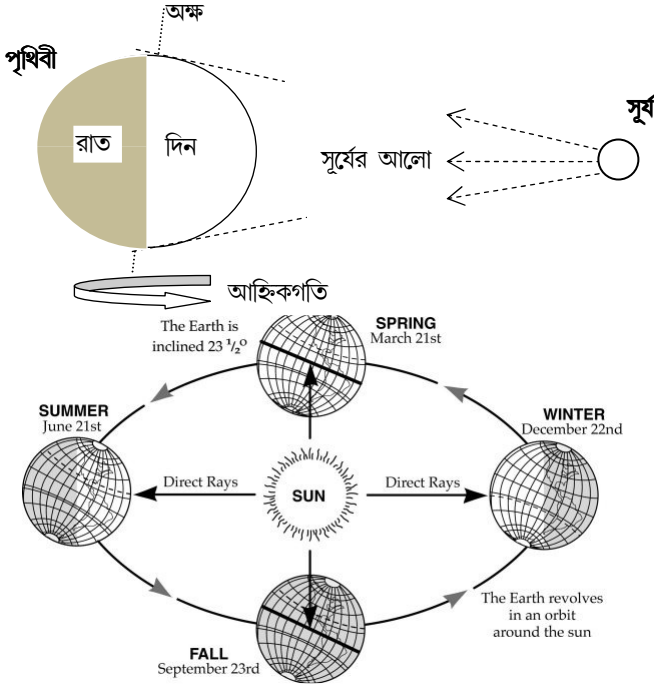 অক্ষ
পৃথিবী
সূর্য
রাত
দিন
সূর্যের আলো
আহ্নিকগতি
The Earth is
inclined 23 ½°
SPRING
March 21st
SUMMER
June 21st
WINTER
December 22nd
Direct Rays
SUN
Direct Rays
The Earth revolves
in an orbit
around the sun
FALL
September 23rd